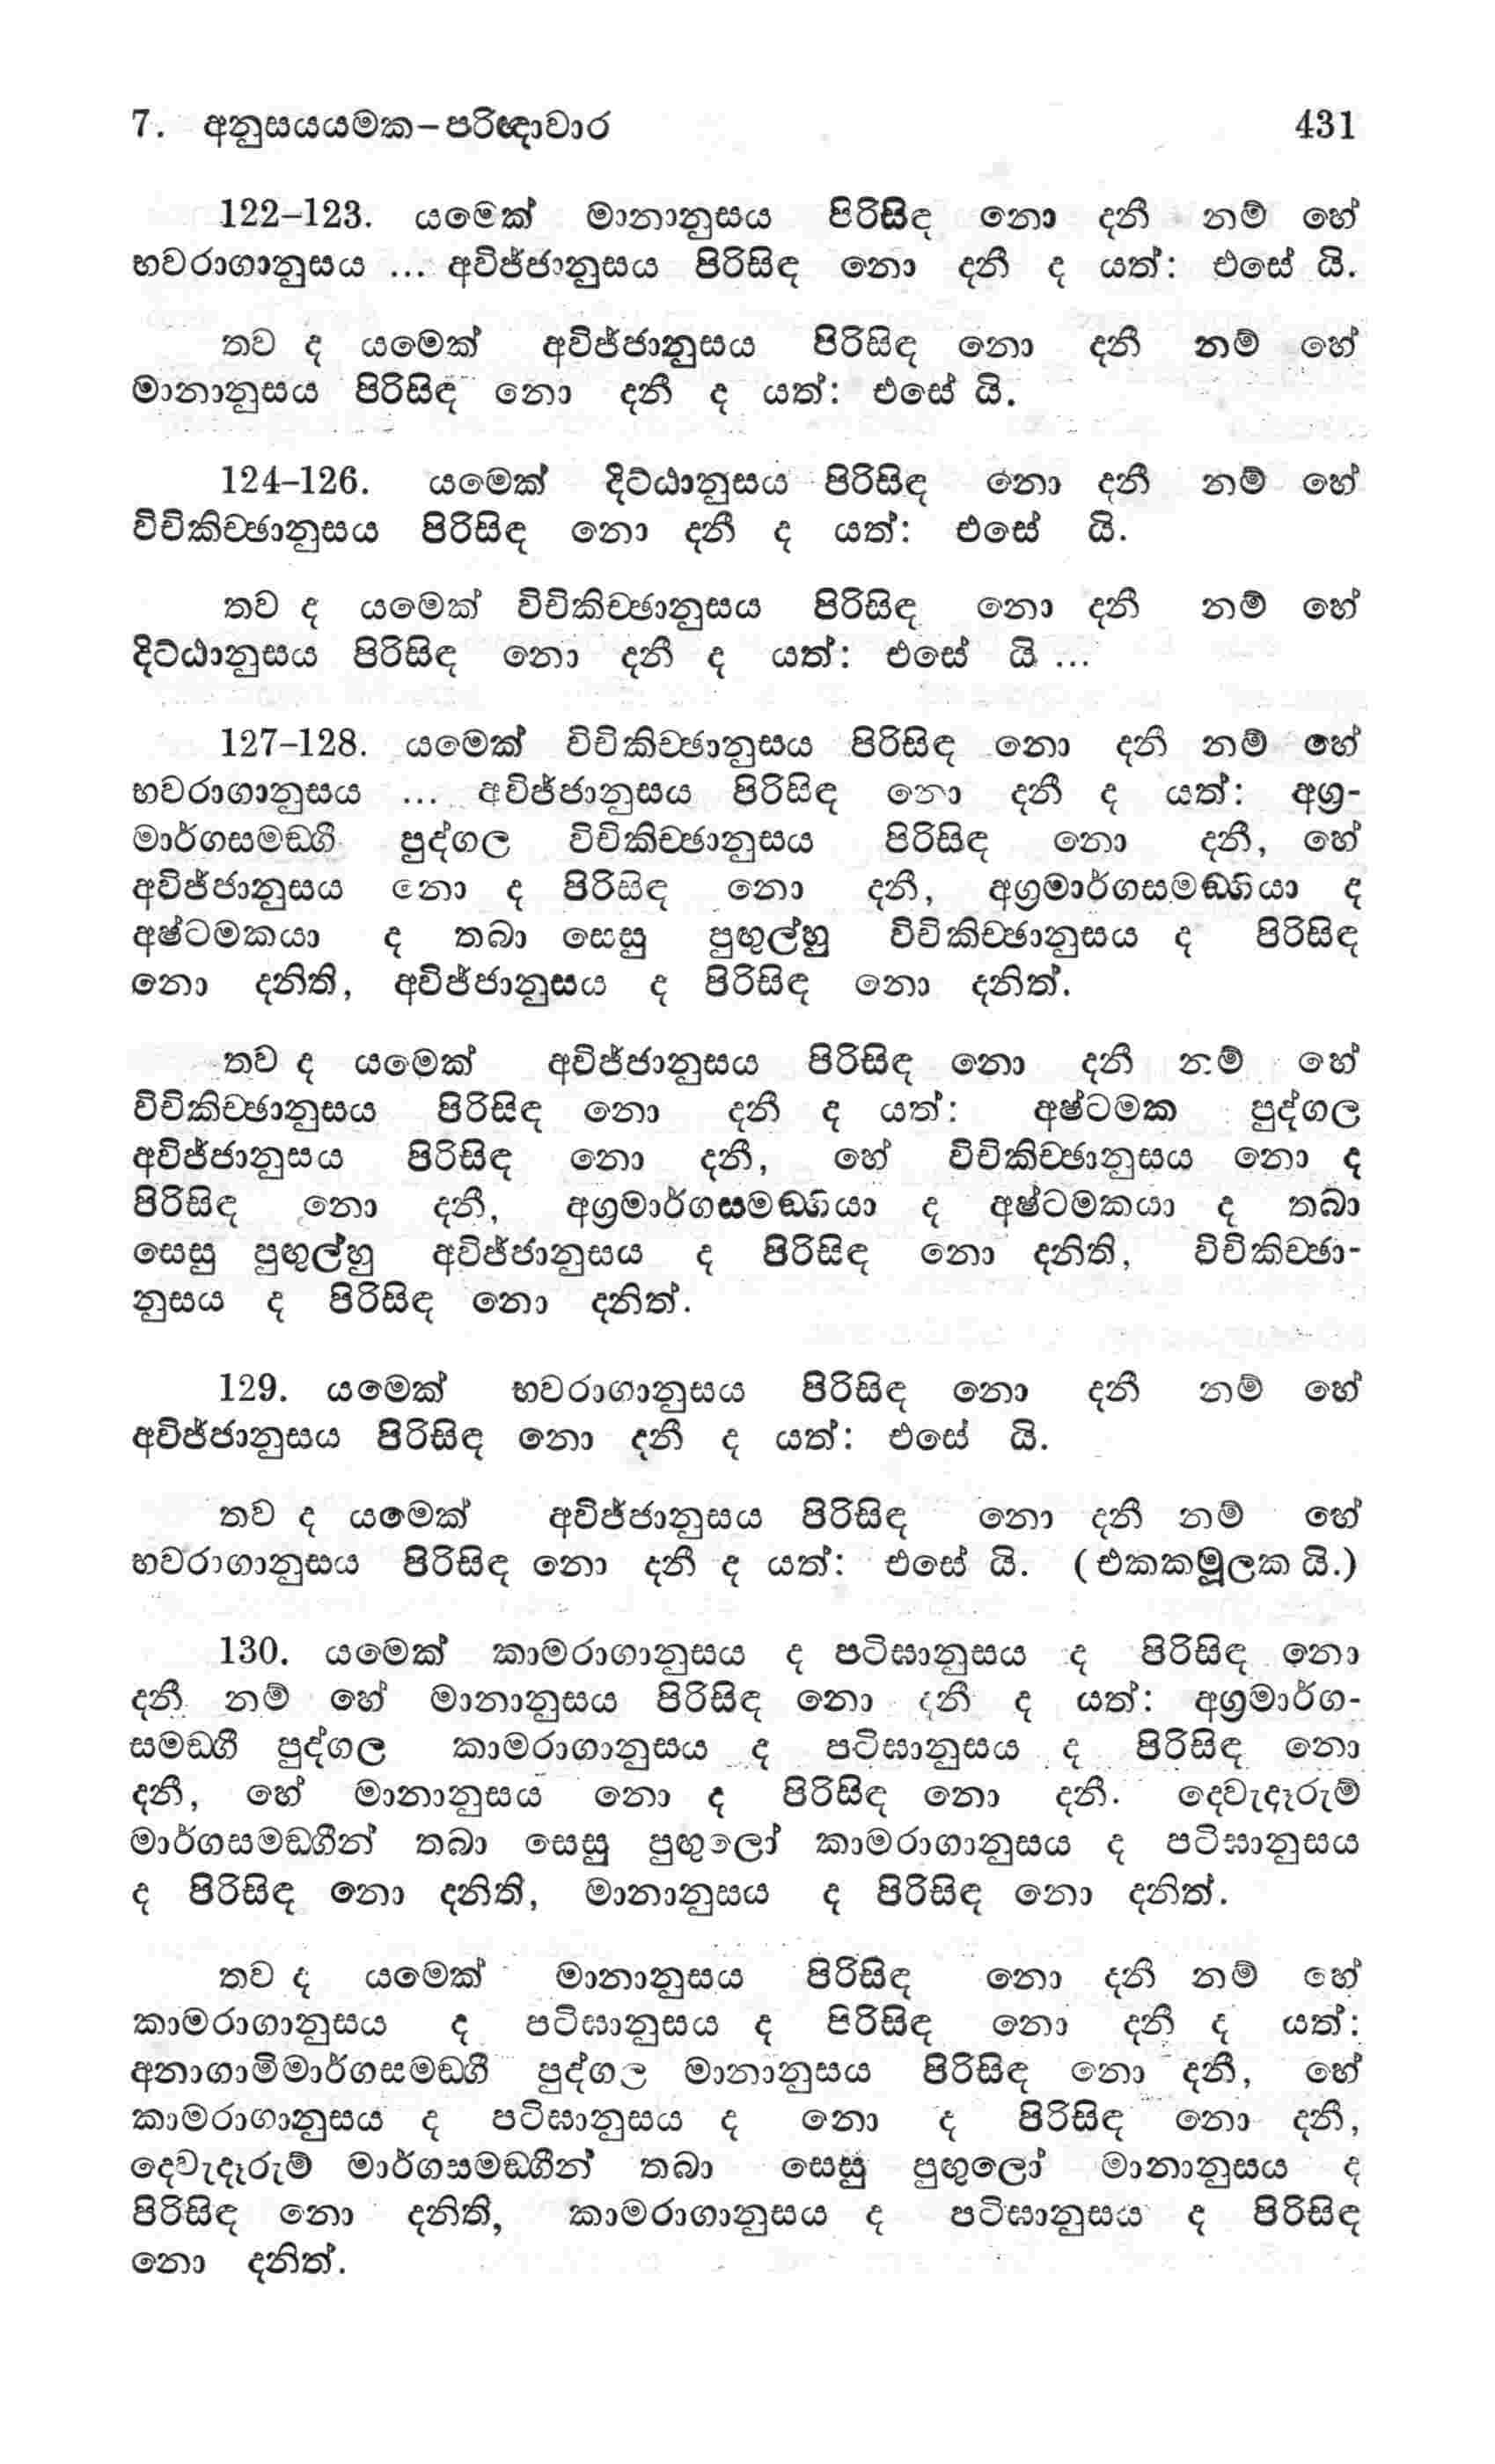 7. අනුසයයමක–පරිඥාවාර 431
122–123. යමෙක් මානානුසය පිරිසිඳ නො දනී නම් හේ
භවරාගානුසය ... අවිජ්ජානුසය පිරිසිඳ නො දනී ද යත්: එසේ යි.
තව ද යමෙක් අවිජ්ජානුසය පිරිසිඳ නො දනී නම් හේ
මානානුසය පිරිසිඳ නො දනී ද යත්: එසේ යි.
124–126. යමෙක් දිට්ඨානුසය පිරිසිඳ නො දනී නම් හේ
විචිකිච්ඡානුසය පිරිසිඳ නො දනී ද යත්: එසේ යි.
තව ද යමෙක් විචිකිච්ඡානුසය පිරිසිඳ නො දනී නම් හේ
දිට්ඨානුසය පිරිසිඳ නො දනී ද යත්: එසේ යි ...
127–128. යමෙක් විචිකිච්ඡානුසය පිරිසිඳ නො දනී නම් හේ
භවරාගානුසය ... අවිජ්ජානුසය පිරිසිඳ නො දනී ද යත්: අග්‍ර-
මාර්ගසමඞ්ගී පුද්ගල විචිකිච්ඡානුසය පිරිසිඳ නො දනී, හේ
අවිජ්ජානුසය නො ද පිරිසිඳ නො දනී, අග්‍රමාර්ගසමඞ්ගියා ද
අෂ්ටමකයා ද තබා සෙසු පුඟුල්හු විචිකිච්ඡානුසය ද පිරිසිඳ
නො දනිති, අවිජ්ජානුසය ද පිරිසිඳ නො දනිත්.
තව ද යමෙක් අවිජ්ජානුසය පිරිසිඳ නො දනී නම් හේ
විචිකිච්ඡානුසය පිරිසිඳ නො දනී ද යත්: අෂ්ටමක පුද්ගල
අවිජ්ජානුසය පිරිසිඳ නො දනී, හේ විචිකිච්ඡානුසය නො ද
පිරිසිඳ නො දනී, අග්‍රමාර්ගසමඞ්ගියා ද අෂ්ටමකයා ද තබා
සෙසු පුඟුල්හු අවිජ්ජානුසය ද පිරිසිඳ නො දනිති, විචිකිච්ඡා-
නුසය ද පිරිසිඳ නො දනිත්.
129. යමෙක් භවරාගානුසය පිරිසිඳ නො දනී නම් හේ
අවිජ්ජානුසය පිරිසිඳ නො දනී ද යත්: එසේ යි.
තව ද යමෙක් අවිජ්ජානුසය පිරිසිඳ නො දනී නම් හේ
භවරාගානුසය පිරිසිඳ නො දනී ද යත්: එසේ යි. (එකකමූලක යි.)
130. යමෙක් කාමරාගානුසය ද පටිඝානුසය ද පිරිසිඳ නො
දනී නම් හේ මානානුසය පිරිසිඳ නො දනී ද යත්: අග්‍රමාර්ග-
සමඞ්ගී පුද්ගල කාමරාගානුසය ද පටිඝානුසය ද පිරිසිඳ නො
දනී, හේ මානානුසය නො ද පිරිසිඳ නො දනී. දෙවැදෑරුම්
මාර්ගසමඞ්ගීන් තබා සෙසු පුඟුලෝ කාමරාගානුසය ද පටිඝානුසය
ද පිරිසිඳ නො දනිති, මානානුසය ද පිරිසිඳ නො දනිත්.
තව ද යමෙක් මානානුසය පිරිසිඳ නො දනී නම් හේ
කාමරාගානුසය ද පටිඝානුසය ද පිරිසිඳ නො දනී ද යත්:
අනාගාමිමාර්ගසමඞ්ගී පුද්ගල මානානුසය පිරිසිඳ නො දනී, හේ
කාමරාගානුසය ද පටිඝානුසය ද නො ද පිරිසිඳ නො දනී,
දෙවැදෑරුම් මාර්ගසමඞ්ගීන් තබා සෙසු පුඟුලෝ මානානුසය ද
පිරිසිඳ නො දනිති, කාමරාගානුසය ද පටිඝානුසය ද පිරිසිඳ
නො දනිත්.